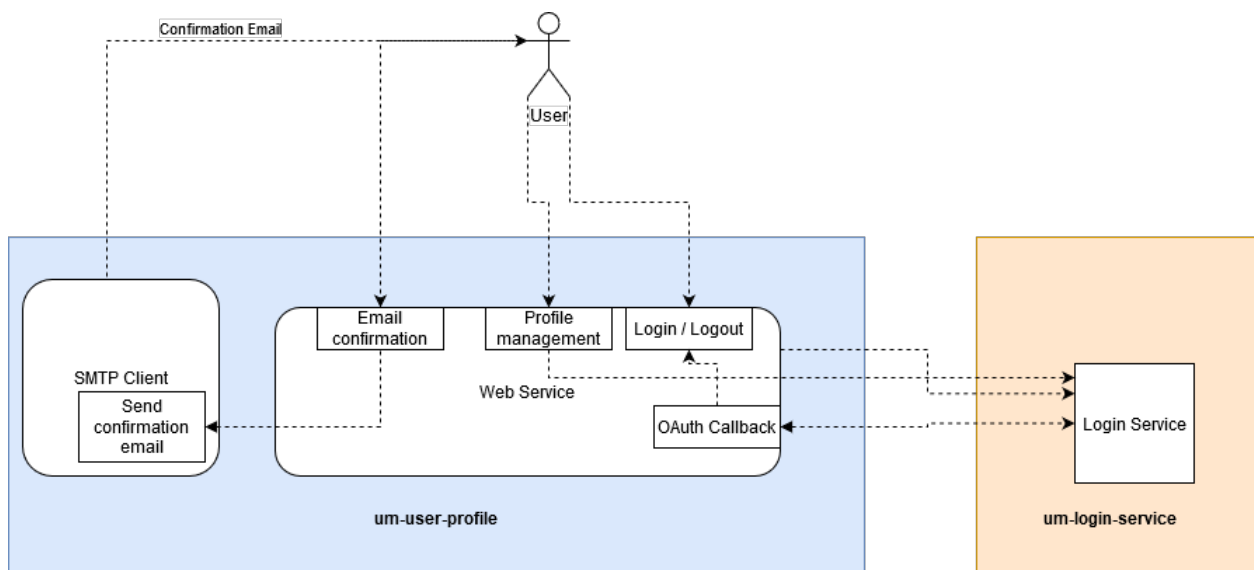 Confirmation Email
User
Email
confirmation
Profile
management
Login / Logout
SMTP Client
Send
confirmation
email
Web Service
OAuth Callback
Login Service
um-user-profile
um-login-service